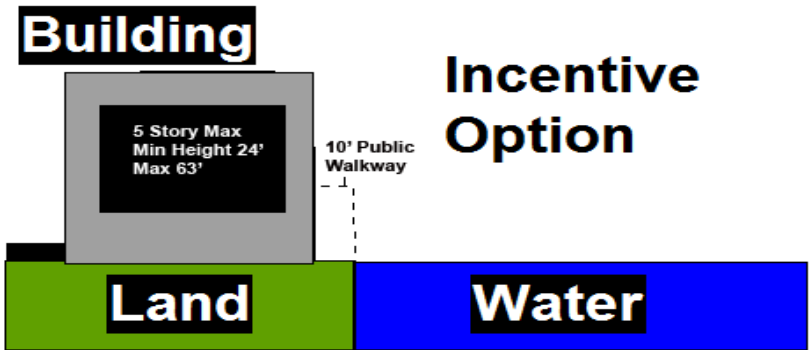 Building
Incentive
Option
5 Story Max
Min Height 24’
Max 63’
10’ Public
Walkway
Land
Water